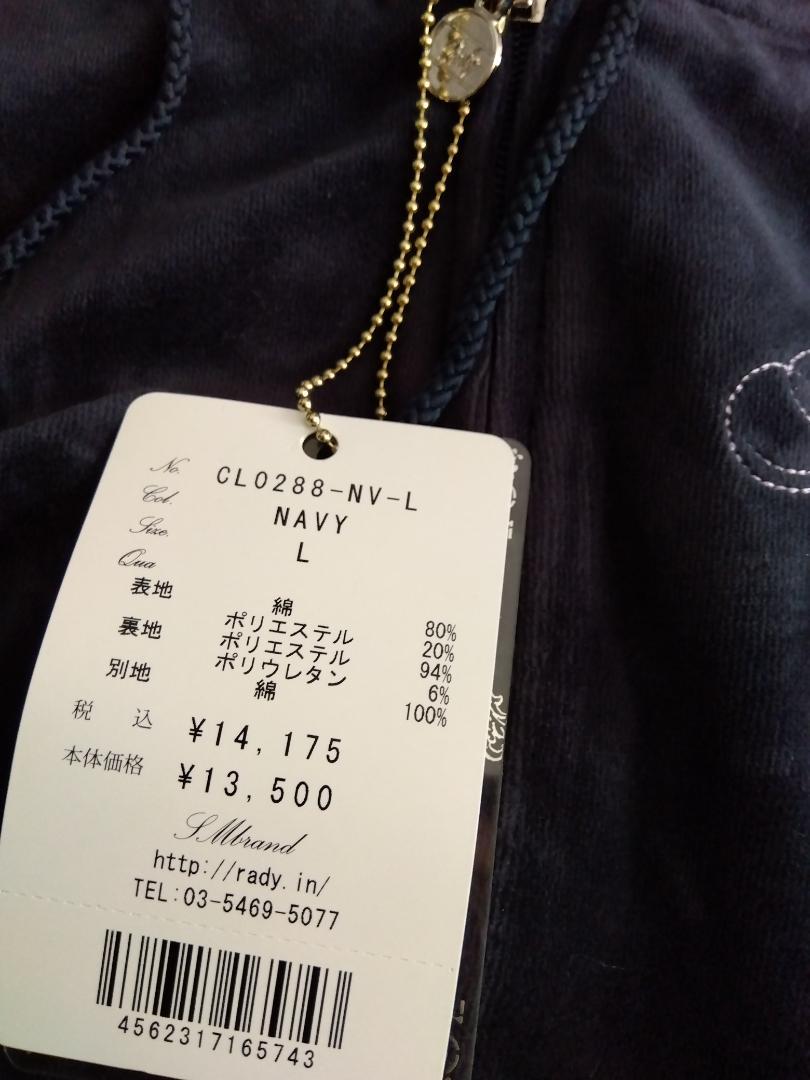 No. CL0288-NV-L
Col. NAVY
Size. L
Qua
表地 綿 80%
ポリエステル 20%
裏地 ポリエステル 94%
ポリウレタン 6%
別地 綿 100%
税 込 ¥14,175
本体価格 ¥13,500
S.Mbrand
http://rady.in/
TEL:03-5469-5077
4562317165743